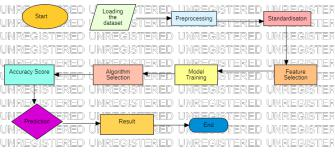 Start
Loading
the
dataset
Preprocessing
Standardisaton
Feature
Selection
Model
Training
Algorithm
Selection
Accuracy Score
Prediction
Result
End
UNREGISTERED